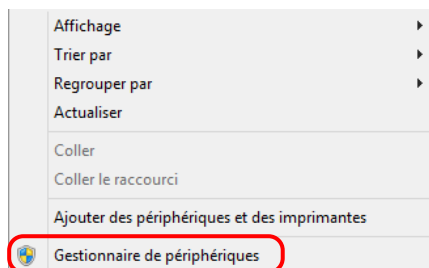 Affichage
Trier par
Regrouper par
Actualiser
Coller
Coller le raccourci
Ajouter des périphériques et des imprimantes
Gestionnaire de périphériques